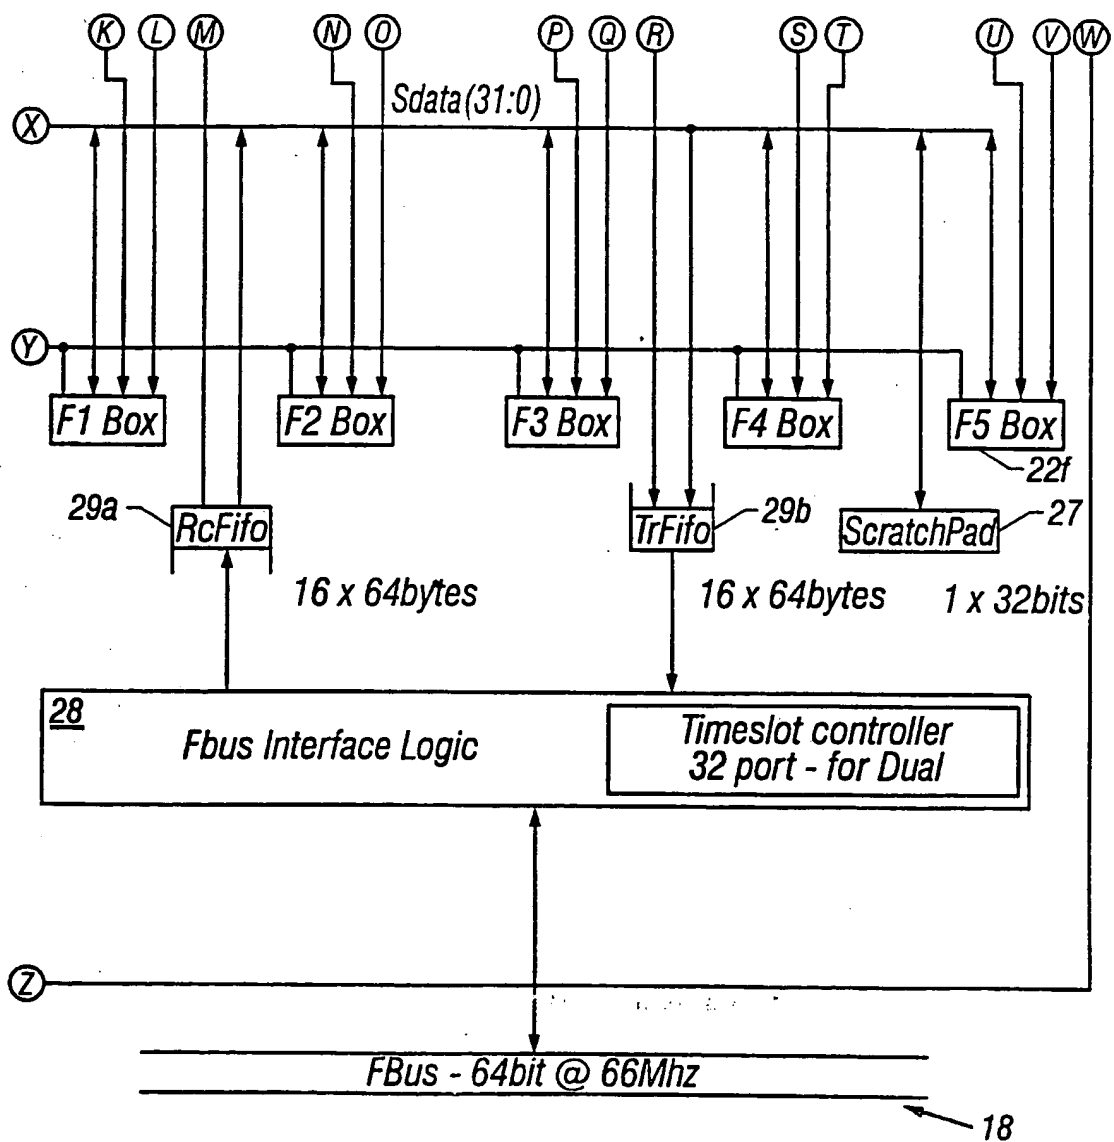 K L M N O P Q R S T U V W
Sdata(31:0)
X
Y
F1 Box F2 Box F3 Box F4 Box F5 Box
22f
29a RcFifo TrFifo 29b ScratchPad 27
16 x 64bytes 16 x 64bytes 1 x 32bits
28
Fbus Interface Logic
Timeslot controller
32 port - for Dual
Z
FBus - 64bit @ 66Mhz
18